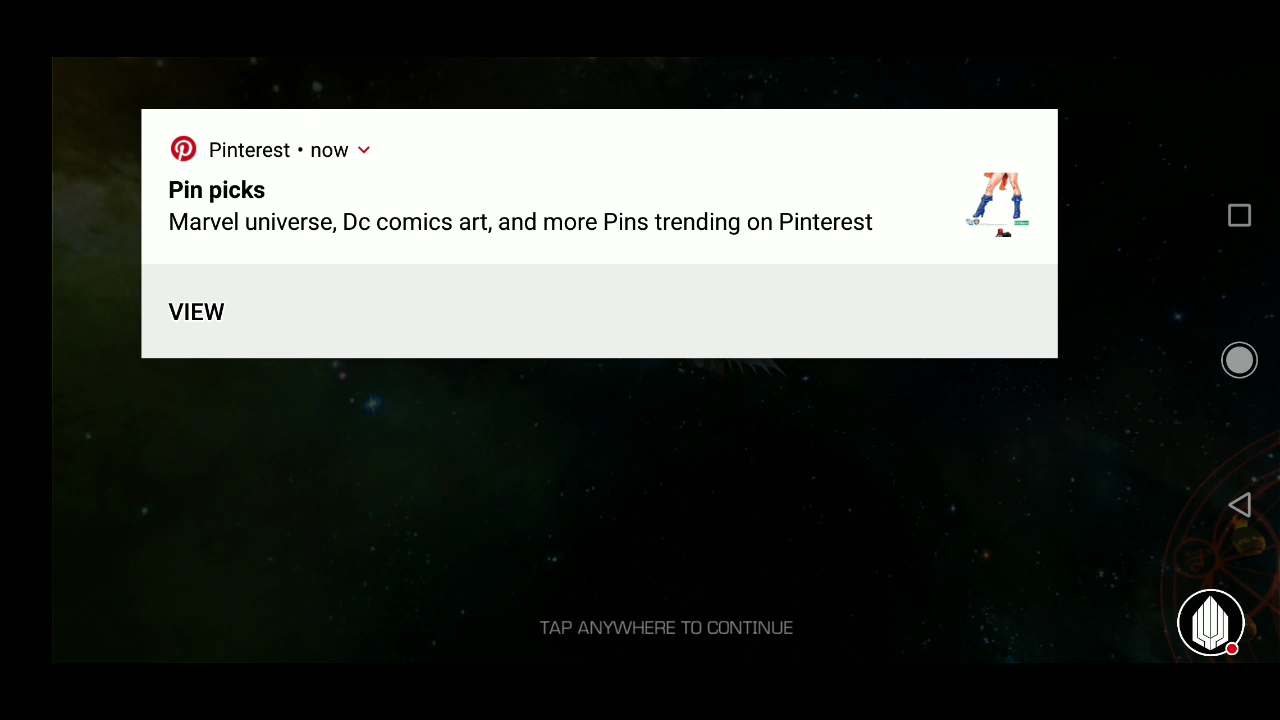 Pinterest • now
Pin picks
Marvel universe, Dc comics art, and more Pins trending on Pinterest
VIEW
TAP ANYWHERE TO CONTINUE